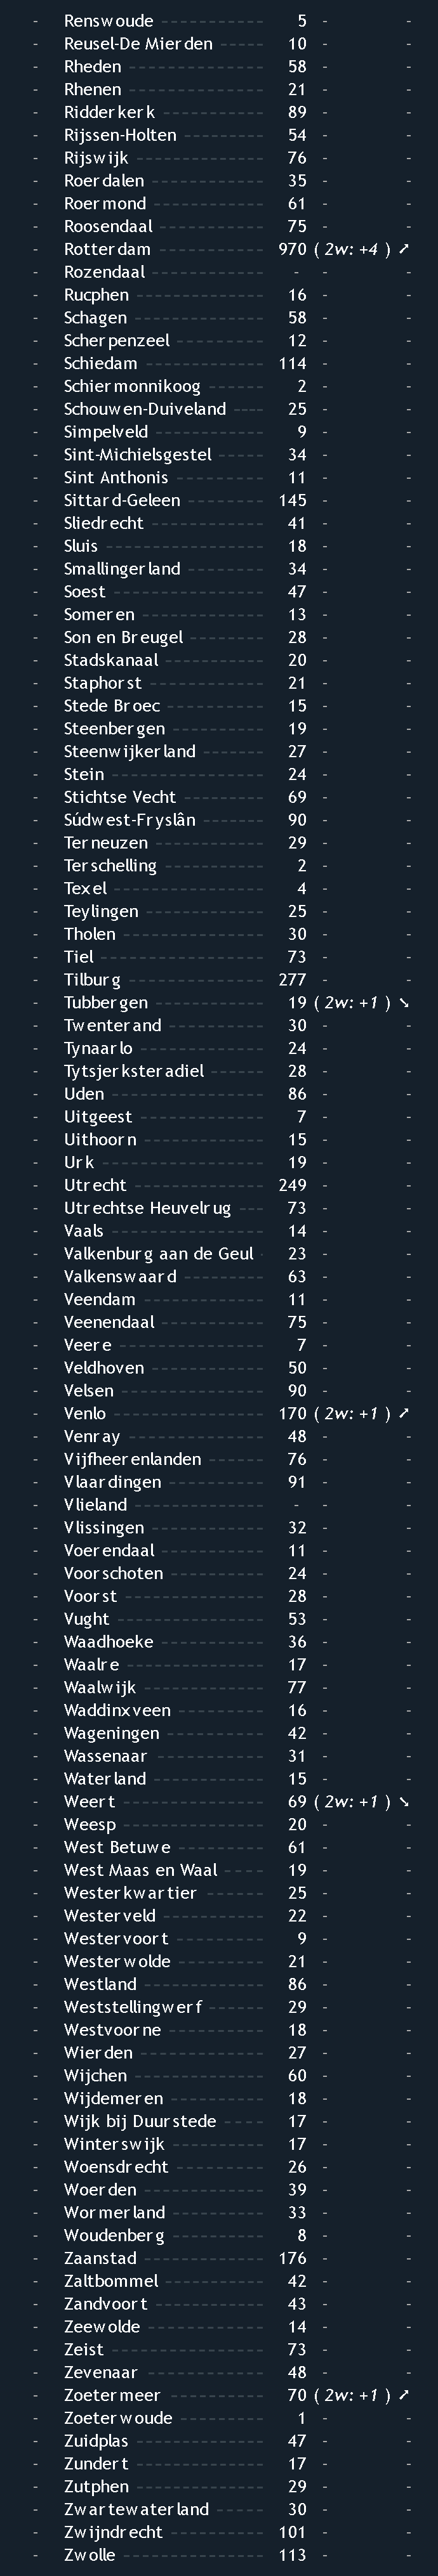 - Renswoude 5 - -
- Reusel-De Mierden 10 - -
- Rheden 58 - -
- Rhenen 21 - -
- Ridderkerk 89 - -
- Rijssen-Holten 54 - -
- Rijswijk 76 - -
- Roerdalen 35 - -
- Roermond 61 - -
- Roosendaal 75 - -
- Rotterdam 970 ( 2w: +4 ) ➚
- Rozendaal - - -
- Rucphen 16 - -
- Schagen 58 - -
- Scherpenzeel 12 - -
- Schiedam 114 - -
- Schiermonnikoog 2 - -
- Schouwen-Duiveland 25 - -
- Simpelveld 9 - -
- Sint-Michielsgestel 34 - -
- Sint Anthonis 11 - -
- Sittard-Geleen 145 - -
- Sliedrecht 41 - -
- Sluis 18 - -
- Smallingerland 34 - -
- Soest 47 - -
- Someren 13 - -
- Son en Breugel 28 - -
- Stadskanaal 20 - -
- Staphorst 21 - -
- Stede Broec 15 - -
- Steenbergen 19 - -
- Steenwijkerland 27 - -
- Stein 24 - -
- Stichtse Vecht 69 - -
- Súdwest-Fryslân 90 - -
- Terneuzen 29 - -
- Terschelling 2 - -
- Texel 4 - -
- Teylingen 25 - -
- Tholen 30 - -
- Tiel 73 - -
- Tilburg 277 - -
- Tubbergen 19 ( 2w: +1 ) ➘
- Twenterand 30 - -
- Tynaarlo 24 - -
- Tytsjerksteradiel 28 - -
- Uden 86 - -
- Uitgeest 7 - -
- Uithoorn 15 - -
- Urk 19 - -
- Utrecht 249 - -
- Utrechtse Heuvelrug 73 - -
- Vaals 14 - -
- Valkenburg aan de Geul 23 - -
- Valkenswaard 63 - -
- Veendam 11 - -
- Veenendaal 75 - -
- Veere 7 - -
- Veldhoven 50 - -
- Velsen 90 - -
- Venlo 170 ( 2w: +1 ) ➚
- Venray 48 - -
- Vijfheerenlanden 76 - -
- Vlaardingen 91 - -
- Vlieland - - -
- Vlissingen 32 - -
- Voerendaal 11 - -
- Voorschoten 24 - -
- Voorst 28 - -
- Vught 53 - -
- Waadhoeke 36 - -
- Waalre 17 - -
- Waalwijk 77 - -
- Waddinxveen 16 - -
- Wageningen 42 - -
- Wassenaar 31 - -
- Waterland 15 - -
- Weert 69 ( 2w: +1 ) ➘
- Weesp 20 - -
- West Betuwe 61 - -
- West Maas en Waal 19 - -
- Westerkwartier 25 - -
- Westerveld 22 - -
- Westervoort 9 - -
- Westerwolde 21 - -
- Westland 86 - -
- Weststellingwerf 29 - -
- Westvoorne 18 - -
- Wierden 27 - -
- Wijchen 60 - -
- Wijdemeren 18 - -
- Wijk bij Duurstede 17 - -
- Winterswijk 17 - -
- Woensdrecht 26 - -
- Woerden 39 - -
- Wormerland 33 - -
- Woudenberg 8 - -
- Zaanstad 176 - -
- Zaltbommel 42 - -
- Zandvoort 43 - -
- Zeewolde 14 - -
- Zeist 73 - -
- Zevenaar 48 - -
- Zoetermeer 70 ( 2w: +1 ) ➚
- Zoeterwoude 1 - -
- Zuidplas 47 - -
- Zundert 17 - -
- Zutphen 29 - -
- Zwartewaterland 30 - -
- Zwijndrecht 101 - -
- Zwolle 113 - -